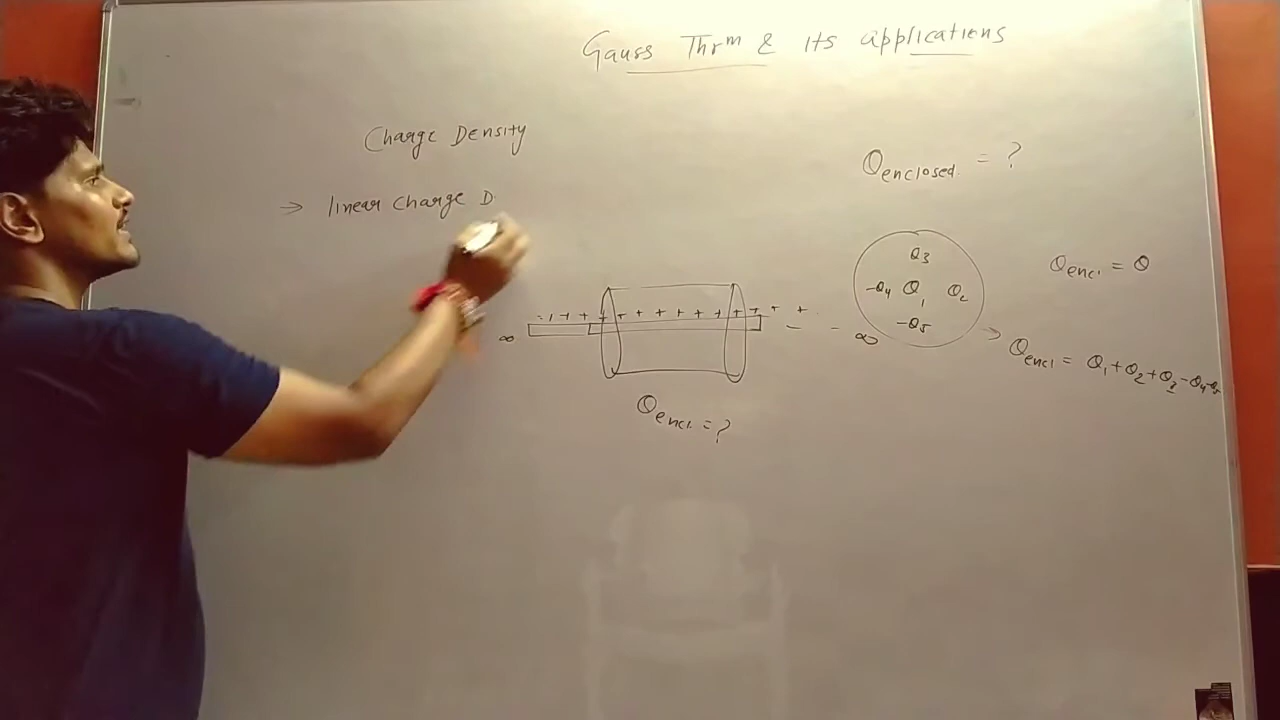 Gauss Thrm & its applications
Charge Density
Qenclosed = ?
→ linear charge D
Q3
-Q4 Q1 Q2
-Q5
Qencl = Q
+ + + + + + + + + + + + +
∞ ∞
Qencl = Q1 + Q2 + Q3 - Q4 - Q5
Qencl = ?